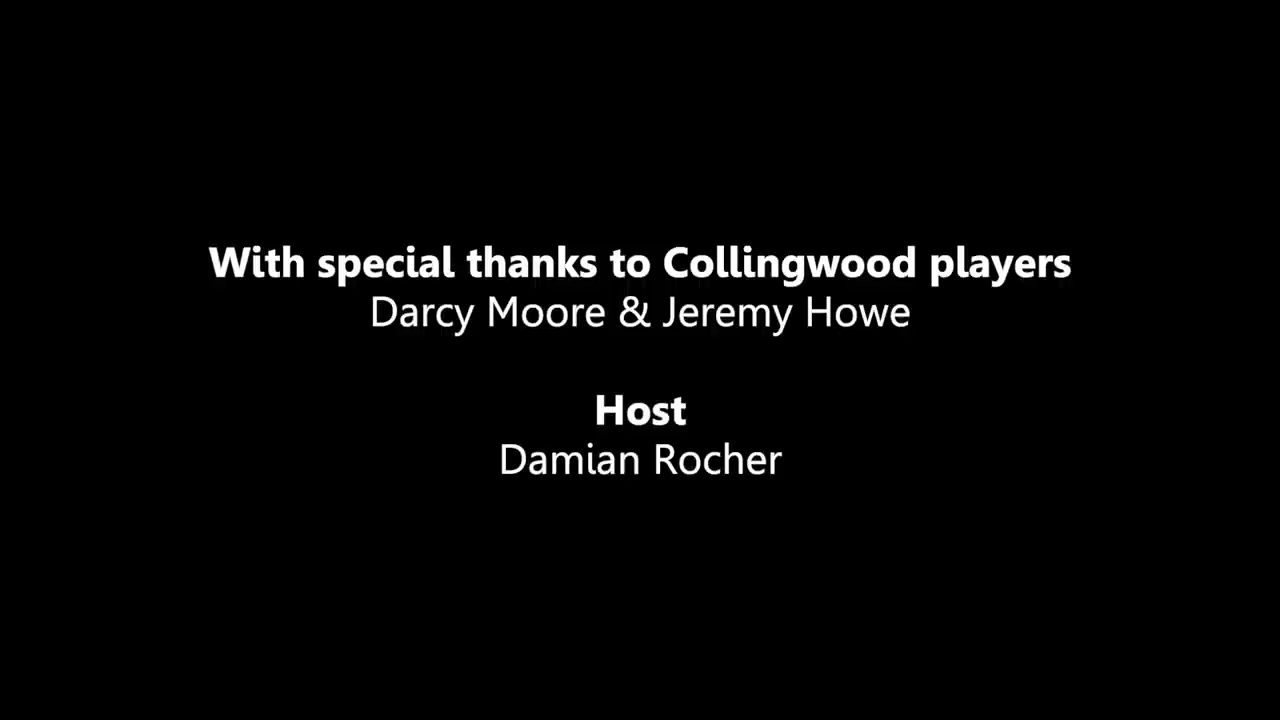 With special thanks to Collingwood players
Darcy Moore & Jeremy Howe
Host
Damian Rocher